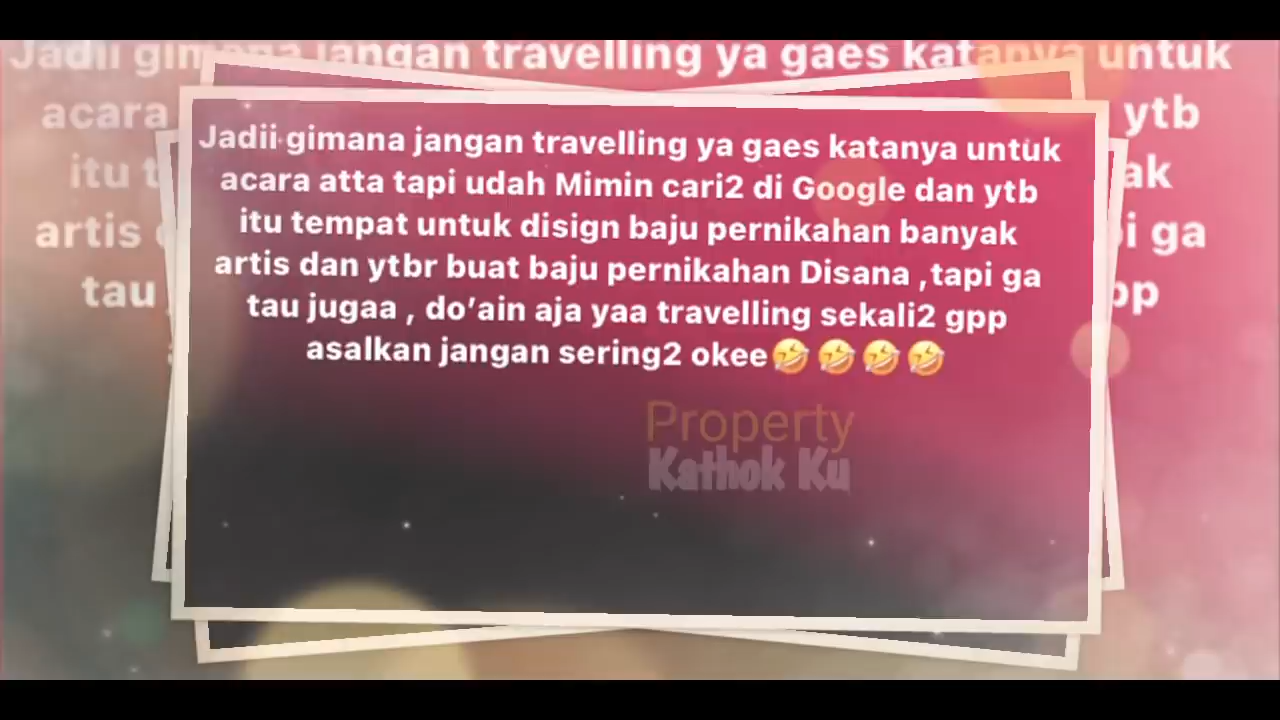 Jadii gimana jangan travelling ya gaes katanya untuk
acara atta tapi udah Mimin cari2 di Google dan ytb
itu tempat untuk disign baju pernikahan banyak
artis dan ytbr buat baju pernikahan Disana ,tapi ga
tau jugaa , do’ain aja yaa travelling sekali2 gpp
asalkan jangan sering2 okee🤣🤣🤣🤣
Property
Kathok Ku